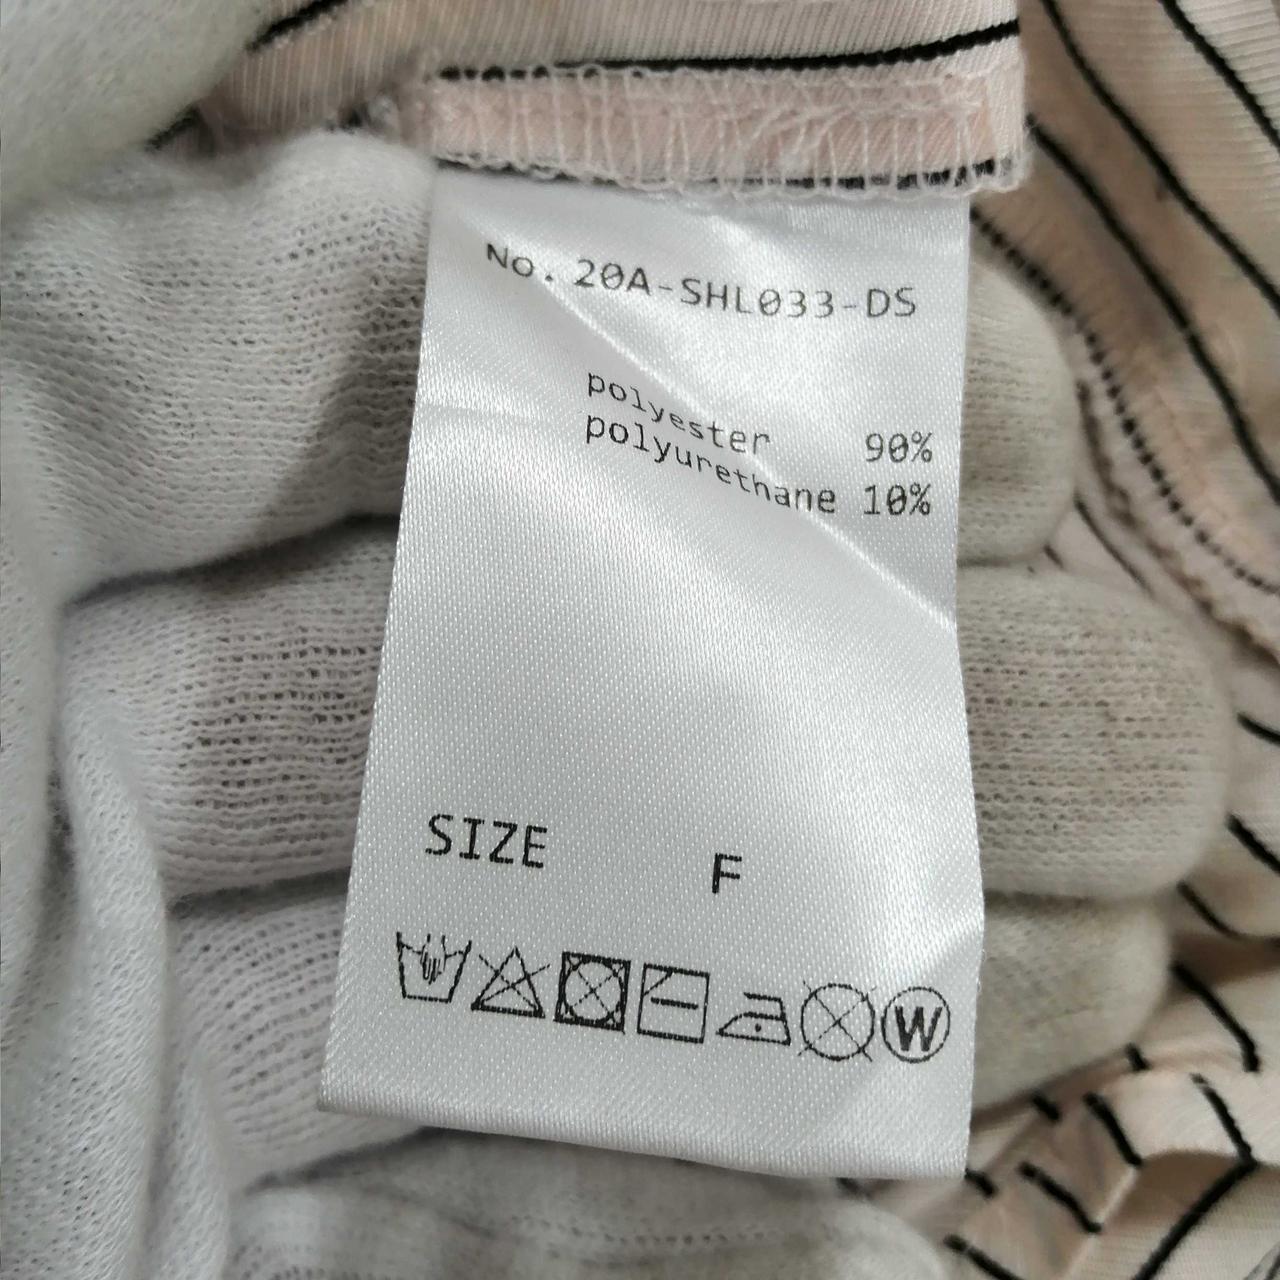 No. 20A-SHL033-DS
polyester 90%
polyurethane 10%
SIZE F
W